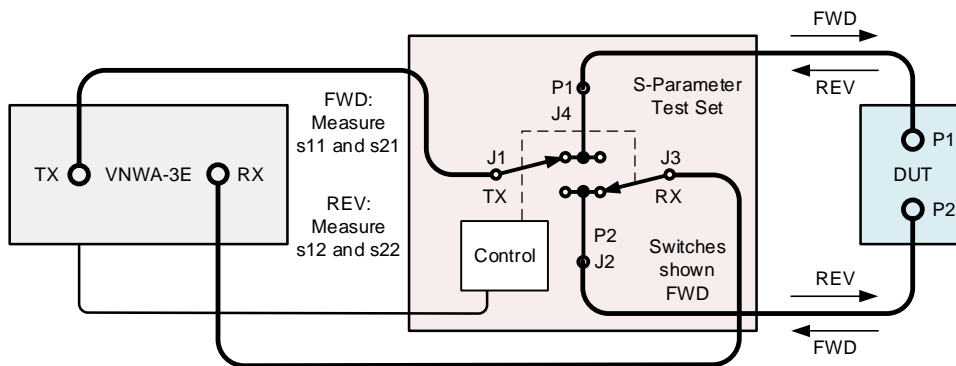 FWD
REV
FWD:
Measure
s11 and s21
REV:
Measure
s12 and s22
TX
VNWA-3E
RX
S-Parameter
Test Set
P1
J4
J1
TX
J3
RX
Control
P2
J2
Switches
shown
FWD
P1
DUT
P2
REV
FWD